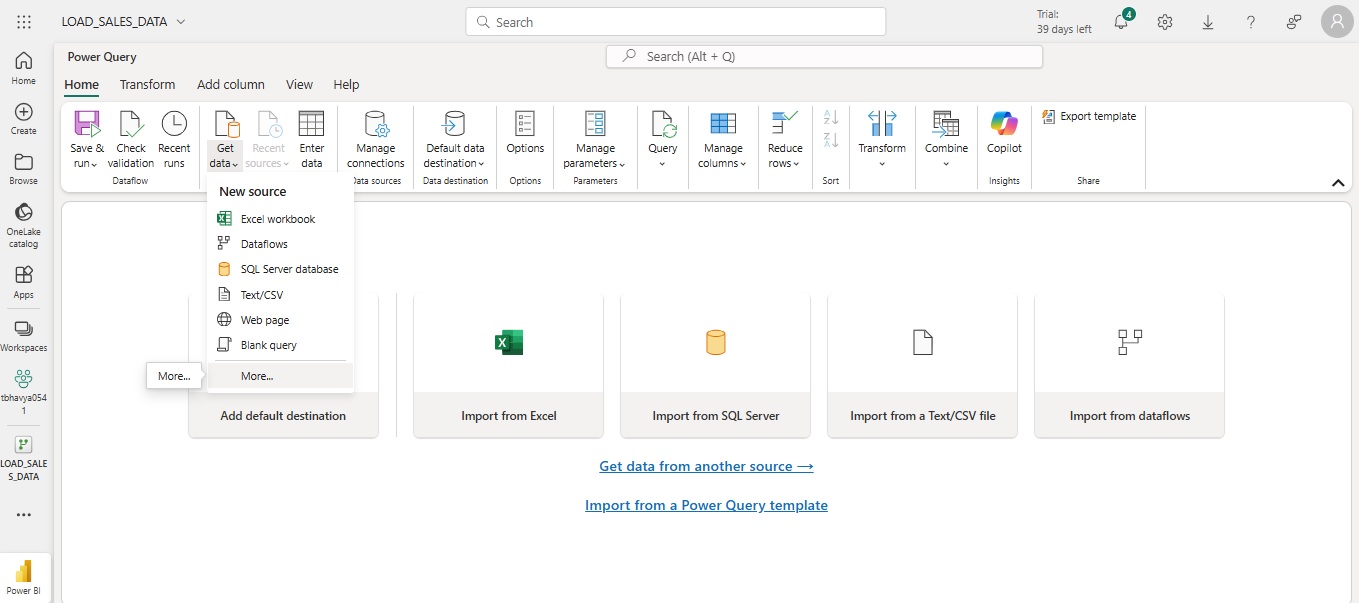 LOAD_SALES_DATA
Search
Trial:
39 days left
4
Power Query
Search (Alt + Q)
Home
Transform
Add column
View
Help
Save &
run
Check
validation
Recent
runs
Dataflow
Get
data
Recent
sources
Enter
data
Manage
connections
Data sources
Default data
destination
Data destination
Options
Options
Manage
parameters
Parameters
Query
Manage
columns
Reduce
rows
Sort
Transform
Combine
Copilot
Insights
Export template
Share
Home
Create
Browse
OneLake
catalog
Apps
Workspaces
tbhavya054
1
LOAD_SALE
S_DATA
Power BI
New source
Excel workbook
Dataflows
SQL Server database
Text/CSV
Web page
Blank query
More...
More...
Add default destination
Import from Excel
Import from SQL Server
Import from a Text/CSV file
Import from dataflows
Get data from another source →
Import from a Power Query template